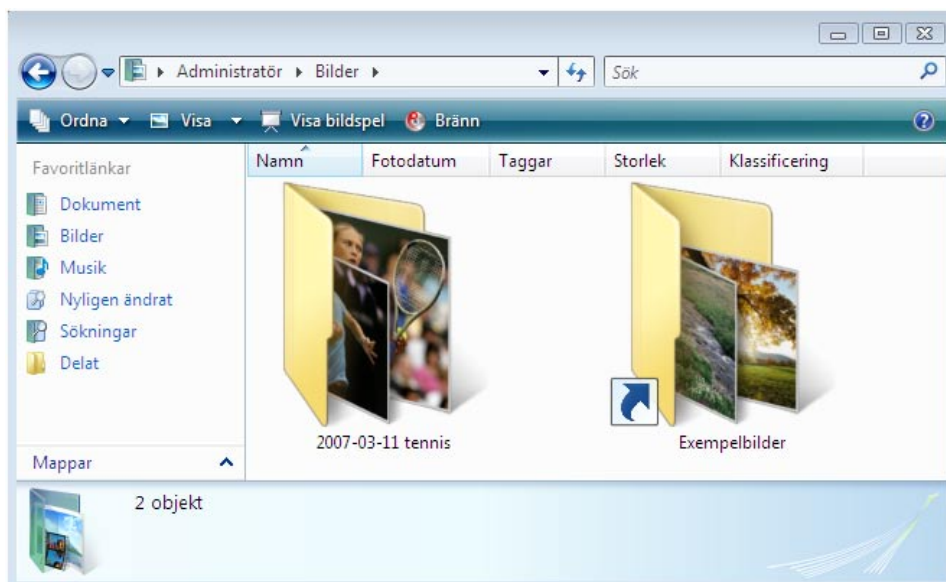 Administratör Bilder
Sök
Ordna Visa Visa bildspel Bränn
Favoritlänkar
Dokument
Bilder
Musik
Nyligen ändrat
Sökningar
Delat
Mappar
Namn Fotodatum Taggar Storlek Klassificering
2007-03-11 tennis
Exempelbilder
2 objekt